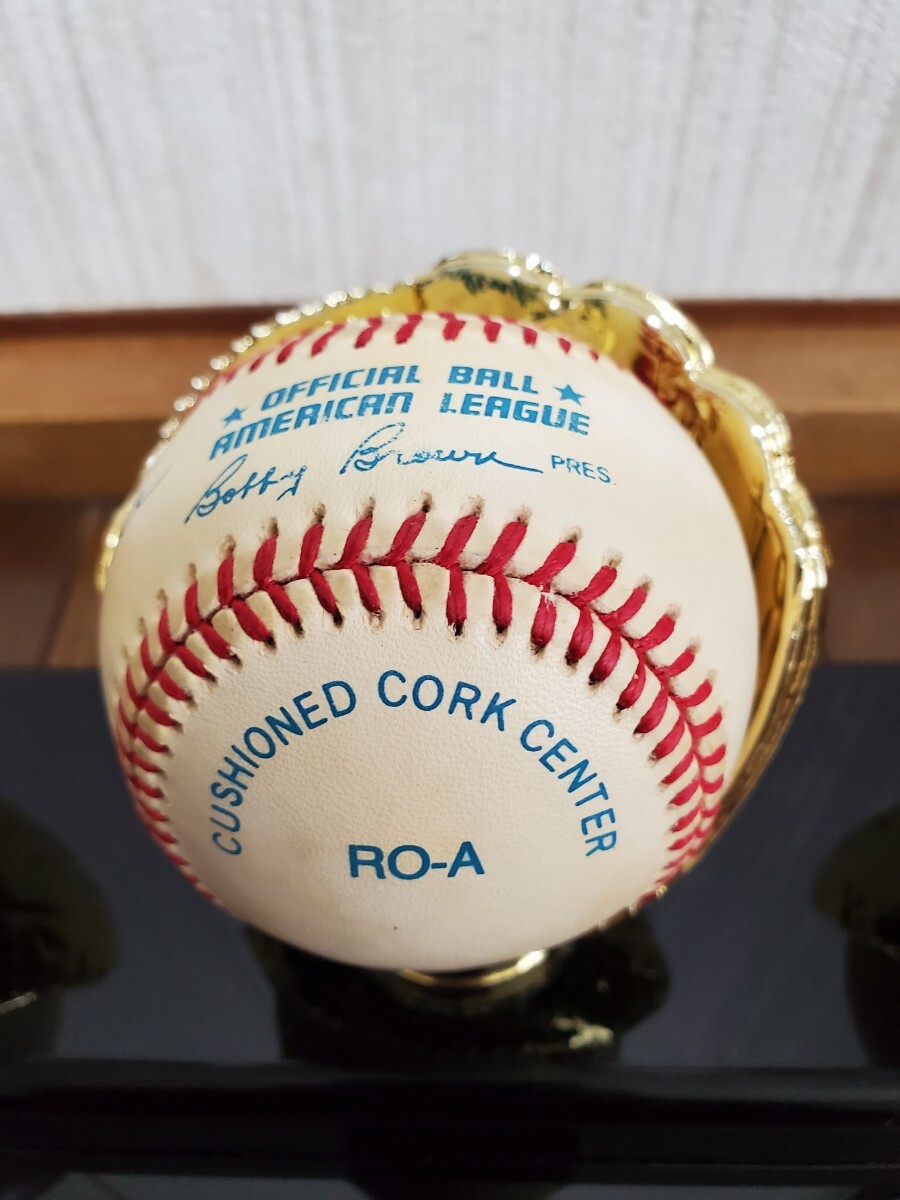 ★ OFFICIAL BALL ★
AMERICAN LEAGUE
Bobby Brown PRES.
CUSHIONED CORK CENTER
RO-A